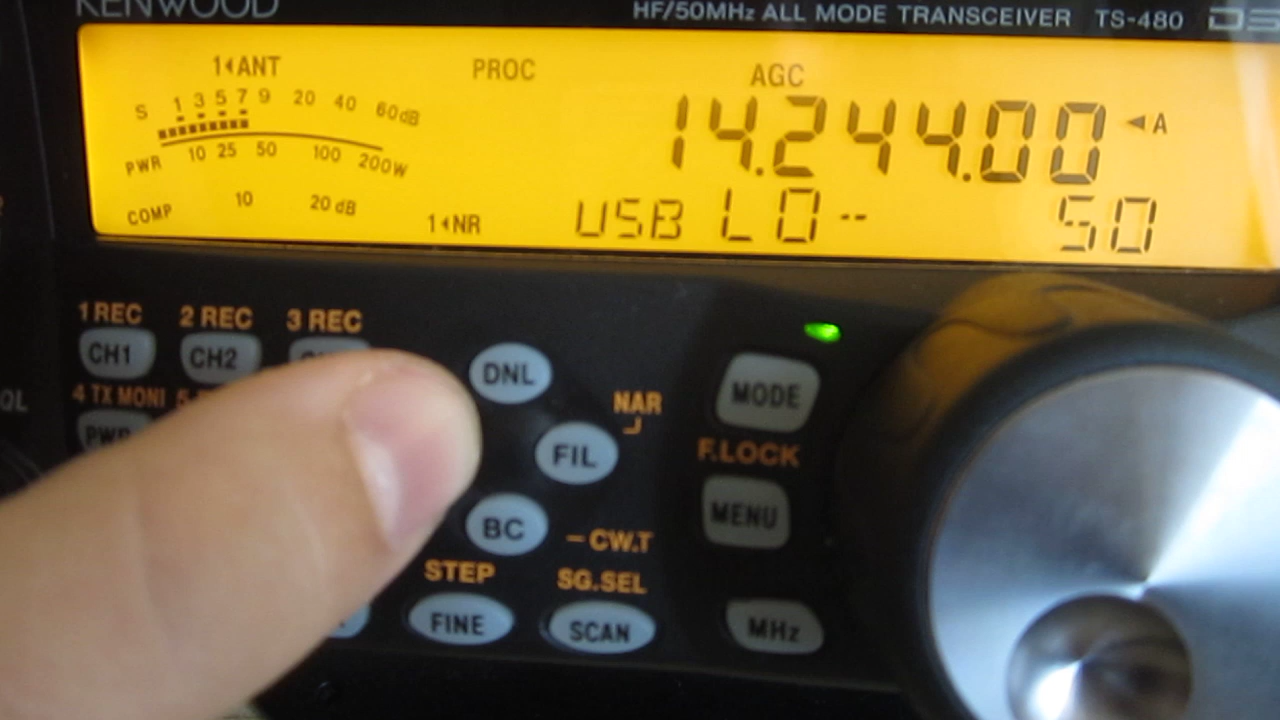 KENWOOD
HF/50MHz ALL MODE TRANSCEIVER TS-480
1◂ANT PROC AGC
S 1 3 5 7 9 20 40 60dB
14.244.00 ◂A
PWR 10 25 50 100 200W
COMP 10 20 dB
1◂NR USB LO-- 50
1 REC 2 REC 3 REC
CH1 CH2
DNL
MODE
4 TX MONI
NAR
PWR
FIL
F.LOCK
BC
MENU
– CW.T
STEP SG.SEL
FINE SCAN MHz